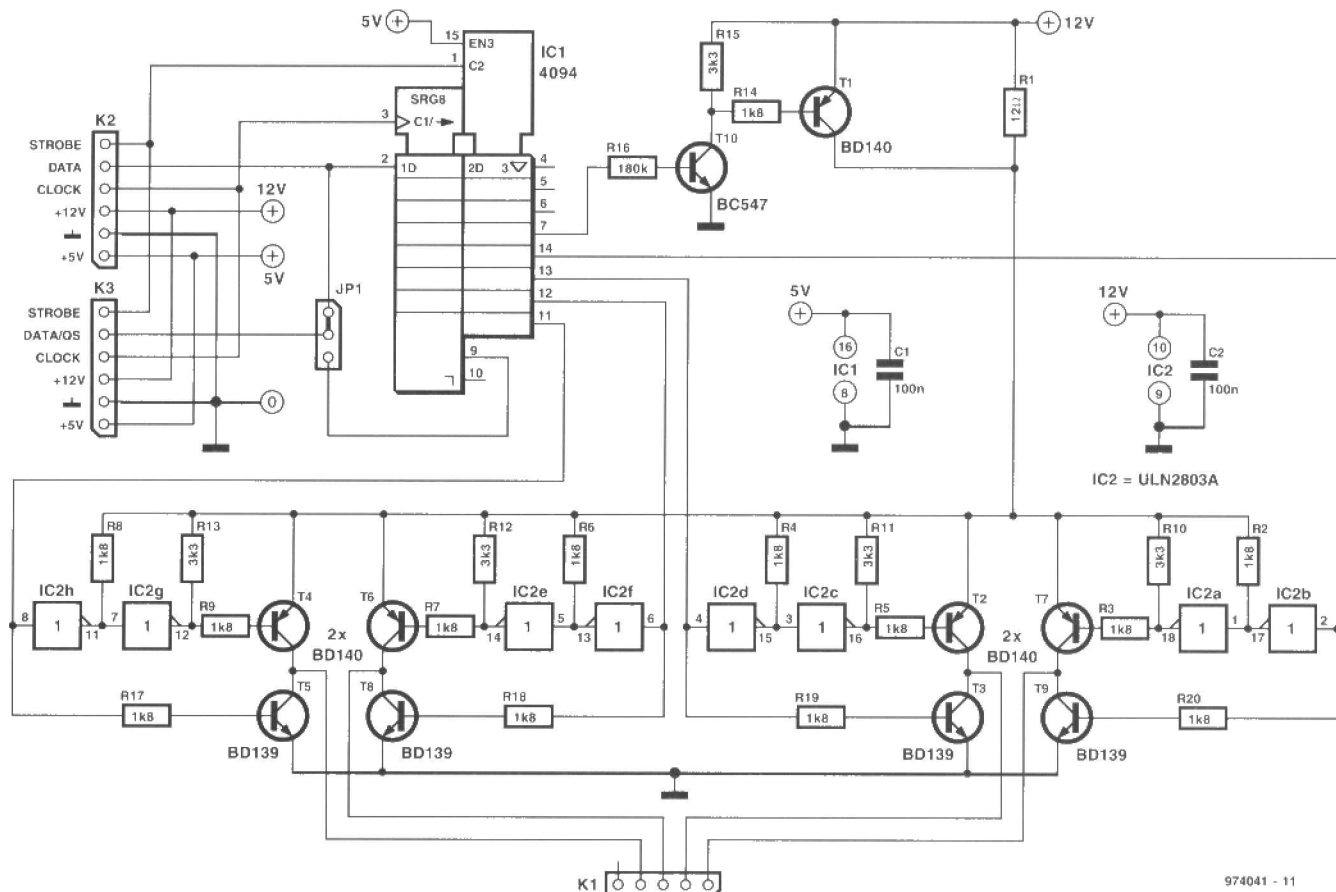 5V
15
EN3
1
C2
IC1
4094
SRG8
3
C1/
K2
STROBE
DATA
CLOCK
+12V
+5V
12V
5V
2
1D
2D
3
4
5
6
7
14
13
12
11
9
10
K3
STROBE
DATA/QS
CLOCK
+12V
+5V
0
JP1
R15
3k3
R14
1k8
T1
BD140
12V
R1
12Ω
R16
180k
T10
BC547
5V
16
IC1
8
C1
100n
12V
10
IC2
9
C2
100n
IC2 = ULN2803A
R8
1k8
R13
3k3
R12
3k3
R6
1k8
R4
1k8
R11
3k3
R10
3k3
R2
1k8
IC2h
8
1
11
IC2g
7
1
12
R9
1k8
T4
T6
2x
BD140
R7
1k8
IC2e
14
1
5
IC2f
13
1
6
IC2d
4
1
15
IC2c
3
1
16
R5
1k8
T2
T7
2x
BD140
R3
1k8
IC2a
18
1
1
IC2b
17
1
2
R17
1k8
T5
BD139
T8
BD139
R18
1k8
R19
1k8
T3
BD139
T9
BD139
R20
1k8
K1
974041 - 11